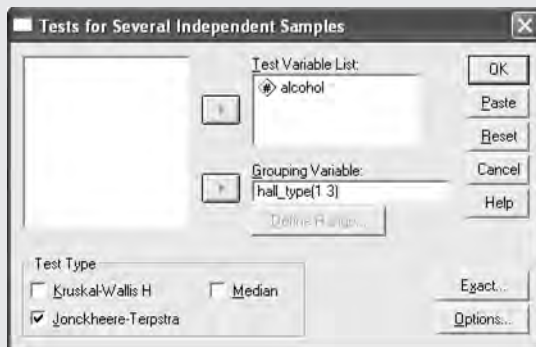 Tests for Several Independent Samples
Test Variable List:
alcohol
Grouping Variable:
hall_type(1 3)
Define Range...
Test Type
Kruskal-Wallis H
Median
Jonckheere-Terpstra
OK
Paste
Reset
Cancel
Help
Exact...
Options...